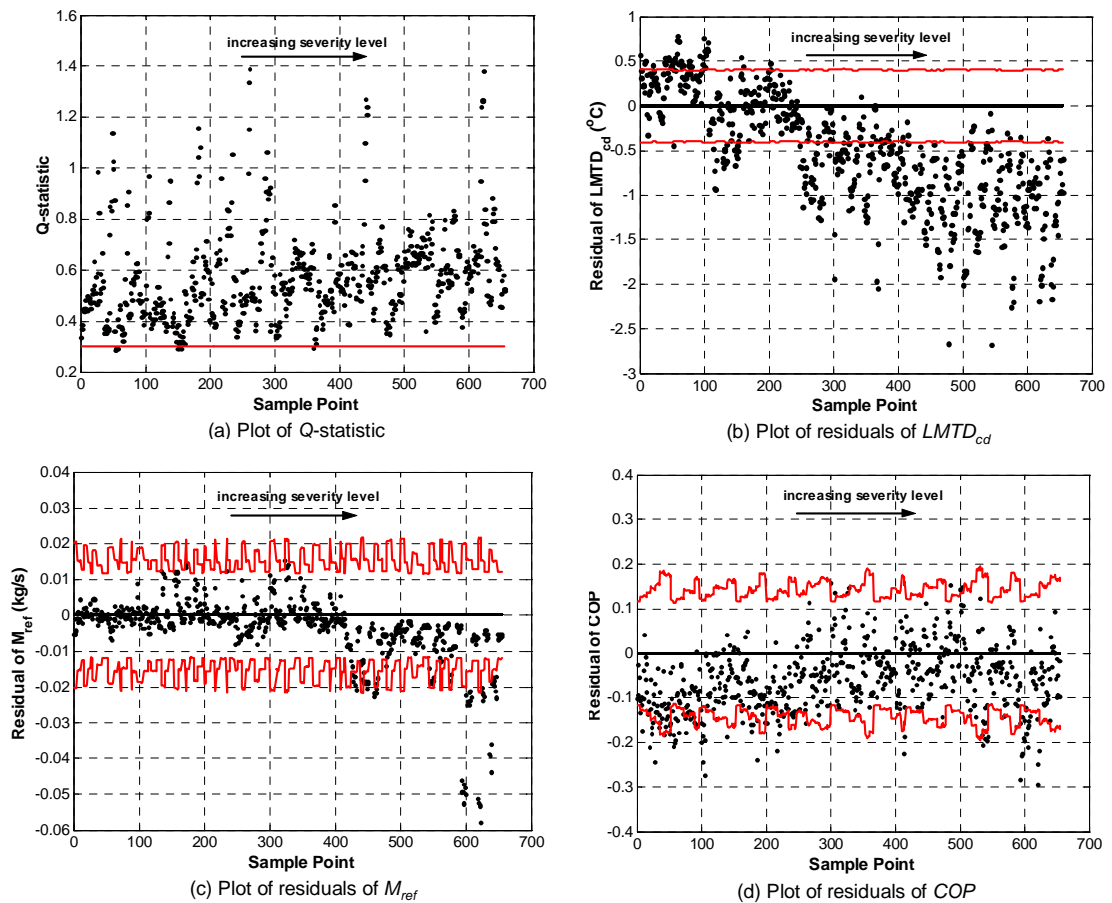 1.6
1.4
1.2
1
0.8
0.6
0.4
0.2
Q-statistic
increasing severity level
0 100 200 300 400 500 600 700
Sample Point
(a) Plot of Q-statistic
1
0.5
0
-0.5
-1
-1.5
-2
-2.5
-3
Residual of LMTD_cd (°C)
increasing severity level
0 100 200 300 400 500 600 700
Sample Point
(b) Plot of residuals of LMTD_cd
0.04
0.03
0.02
0.01
0
-0.01
-0.02
-0.03
-0.04
-0.05
-0.06
Residual of M_ref (kg/s)
increasing severity level
0 100 200 300 400 500 600 700
Sample Point
(c) Plot of residuals of M_ref
0.4
0.3
0.2
0.1
0
-0.1
-0.2
-0.3
-0.4
Residual of COP
increasing severity level
0 100 200 300 400 500 600 700
Sample Point
(d) Plot of residuals of COP